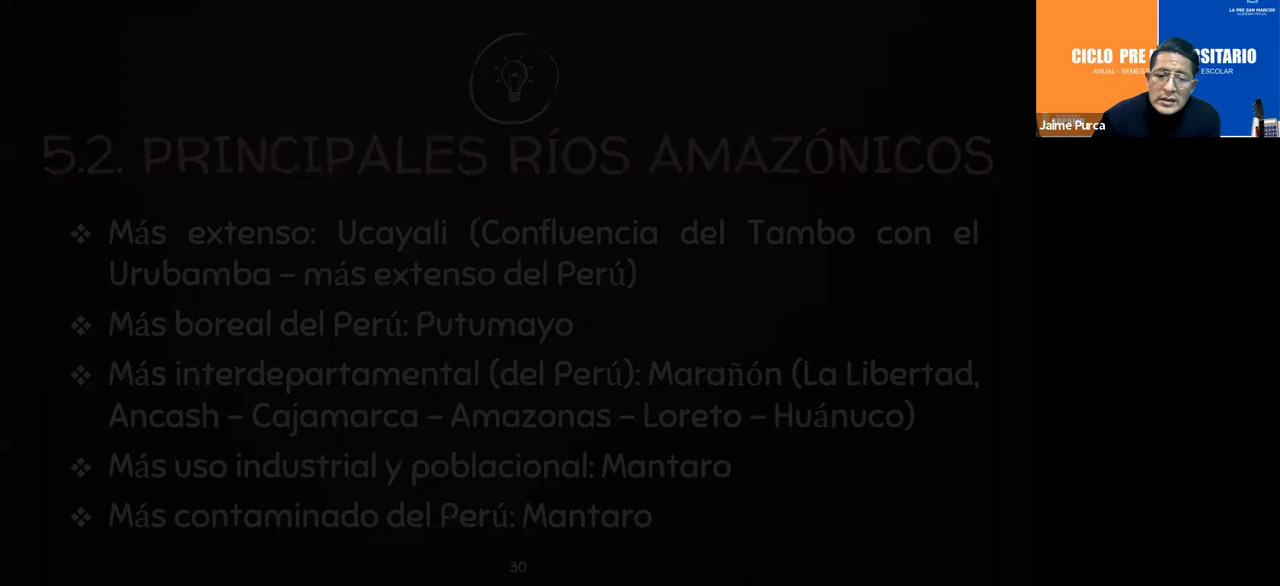 LA PRE SAN MARCOS
ACADEMIA VIRTUAL
CICLO PRE SITARIO
ANUAL - SEMEST ESCOLAR
Jaime Purca
5.2. PRINCIPALES RÍOS AMAZÓNICOS
❖ Más extenso: Ucayali (Confluencia del Tambo con el
Urubamba – más extenso del Perú)
❖ Más boreal del Perú: Putumayo
❖ Más interdepartamental (del Perú): Marañón (La Libertad,
Ancash – Cajamarca – Amazonas – Loreto – Huánuco)
❖ Más uso industrial y poblacional: Mantaro
❖ Más contaminado del Perú: Mantaro
30